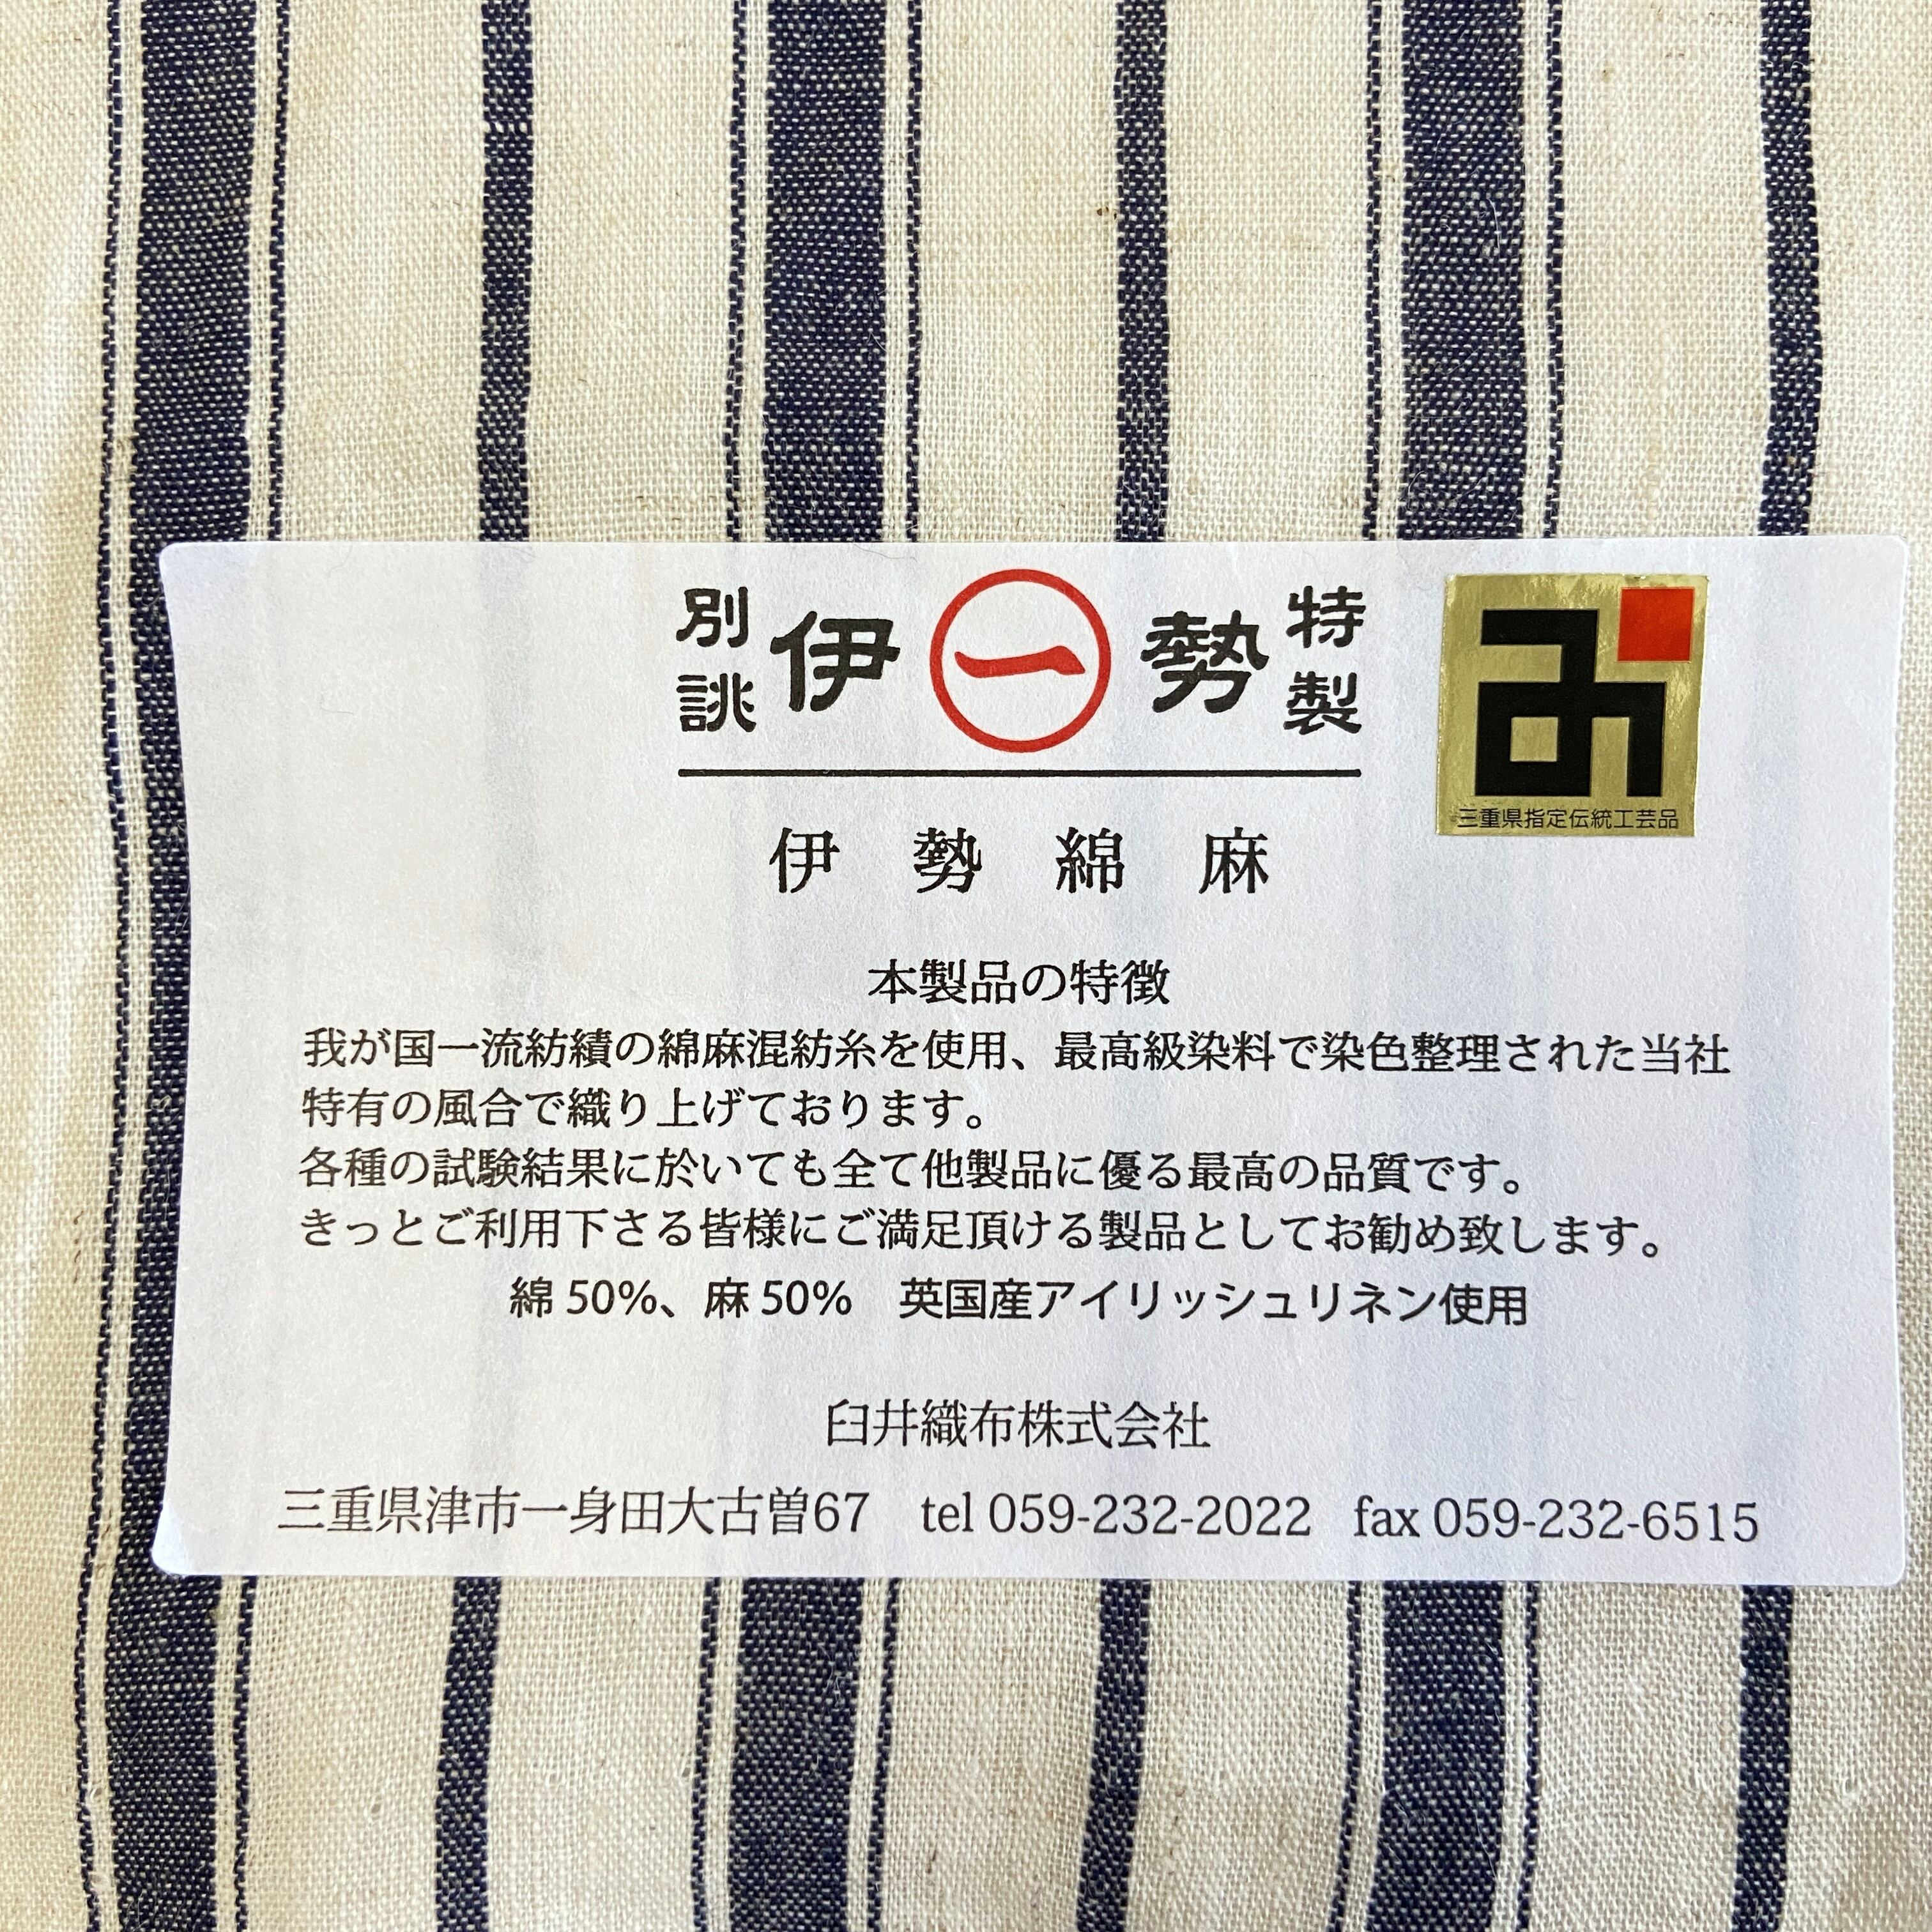 別誂 伊 一 勢 特製
三重県指定伝統工芸品
伊勢綿麻
本製品の特徴
我が国一流紡績の綿麻混紡糸を使用、最高級染料で染色整理された当社
特有の風合で織り上げております。
各種の試験結果に於いても全て他製品に優る最高の品質です。
きっとご利用下さる皆様にご満足頂ける製品としてお勧め致します。
綿50%、麻50%　英国産アイリッシュリネン使用
臼井織布株式会社
三重県津市一身田大古曽67　tel 059-232-2022　fax 059-232-6515